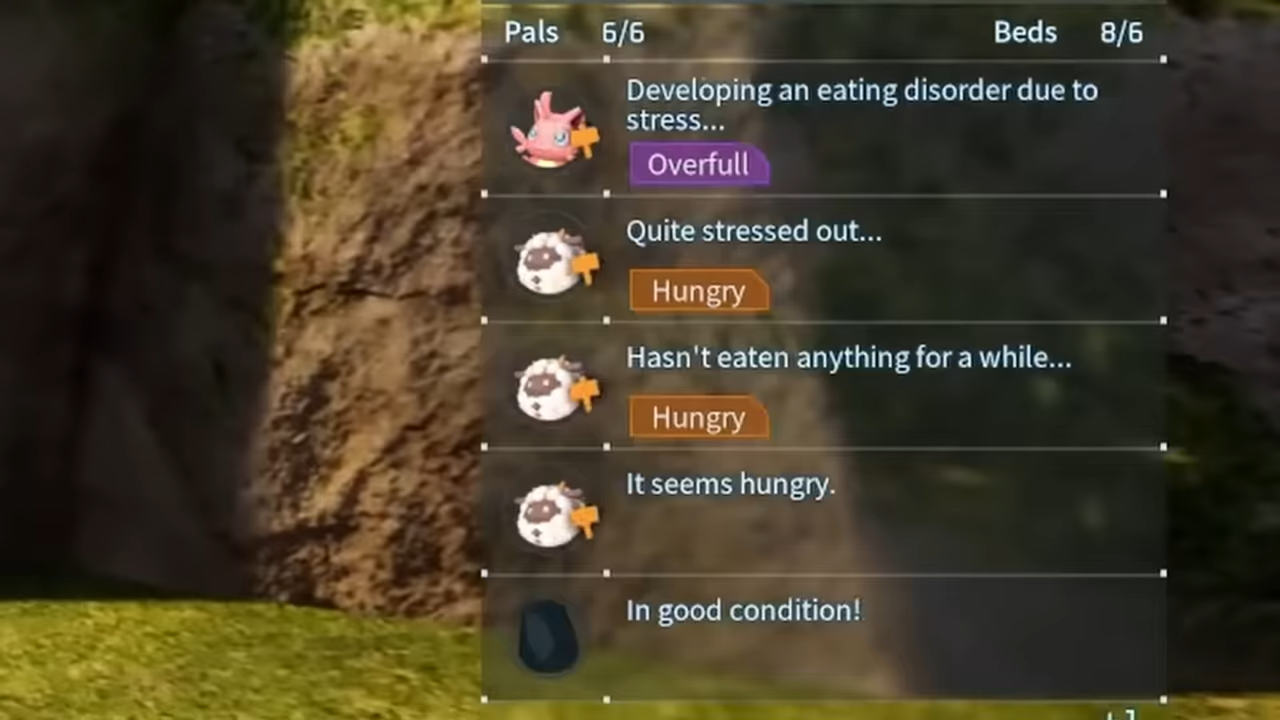 Pals 6/6 Beds 8/6
Developing an eating disorder due to
stress...
Overfull
Quite stressed out...
Hungry
Hasn't eaten anything for a while...
Hungry
It seems hungry.
In good condition!